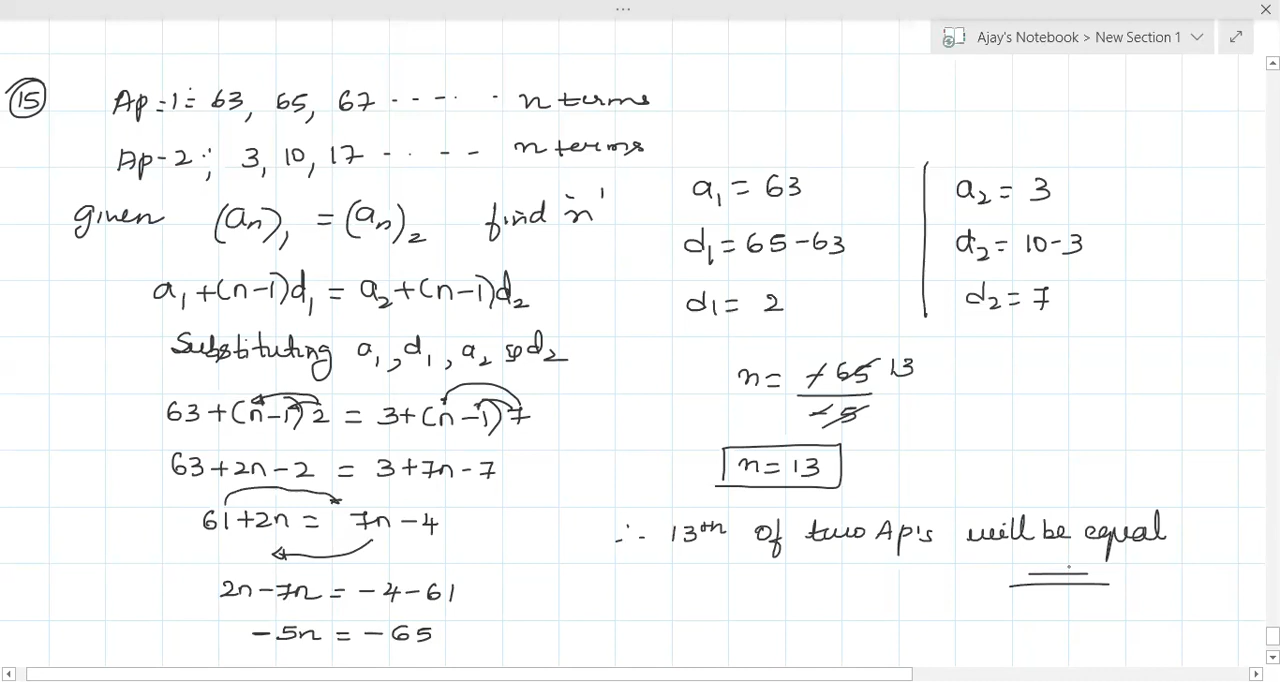 Ajay's Notebook > New Section 1
15 Ap-1: 63, 65, 67 ----- n terms
Ap-2: 3, 10, 17 ----- n terms
given (an)₁ = (an)₂ find 'n'
a₁+(n-1)d₁ = a₂+(n-1)d₂
Substituting a₁, d₁, a₂ & d₂
63+(n-1)2 = 3+(n-1)7
63+2n-2 = 3+7n-7
61+2n = 7n-4
2n-7n = -4-61
-5n = -65
a₁ = 63
d₁ = 65-63
d₁ = 2
a₂ = 3
d₂ = 10-3
d₂ = 7
n = -65 13
-5
n = 13
∴ 13th of two Ap's will be equal